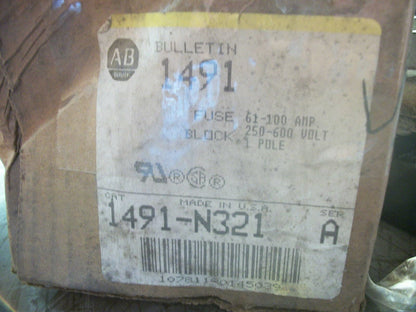 AB
BULLETIN
1491
FUSE 61-100 AMP
BLOCK 250-600 VOLT
1 POLE
MADE IN U.S.A.
CAT SER
1491-N321 A